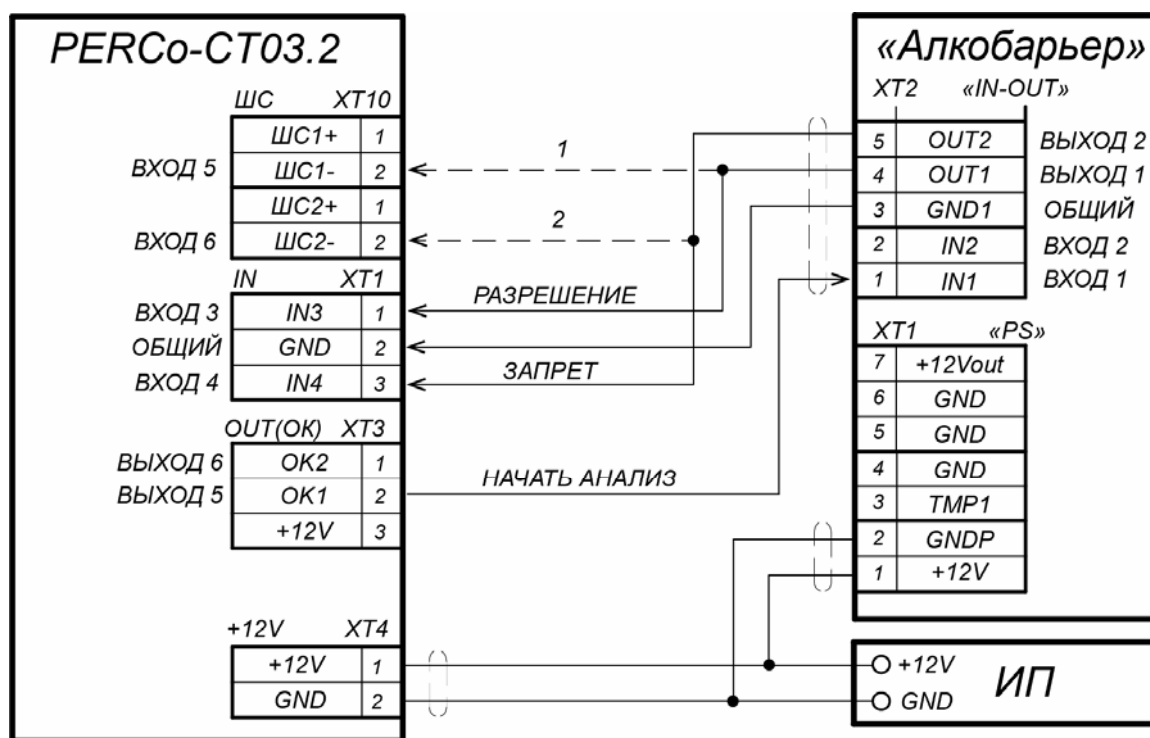 PERCo-CT03.2
ШС XT10
ШС1+ 1
ВХОД 5 ШС1- 2
ШС2+ 1
ВХОД 6 ШС2- 2
IN XT1
ВХОД 3 IN3 1
ОБЩИЙ GND 2
ВХОД 4 IN4 3
OUT(ОК) XT3
ВЫХОД 6 OK2 1
ВЫХОД 5 OK1 2
+12V 3
+12V XT4
+12V 1
GND 2
1
2
РАЗРЕШЕНИЕ
ЗАПРЕТ
НАЧАТЬ АНАЛИЗ
«Алкобарьер»
XT2 «IN-OUT»
5 OUT2 ВЫХОД 2
4 OUT1 ВЫХОД 1
3 GND1 ОБЩИЙ
2 IN2 ВХОД 2
1 IN1 ВХОД 1
XT1 «PS»
7 +12Vout
6 GND
5 GND
4 GND
3 TMP1
2 GNDP
1 +12V
+12V
GND
ИП